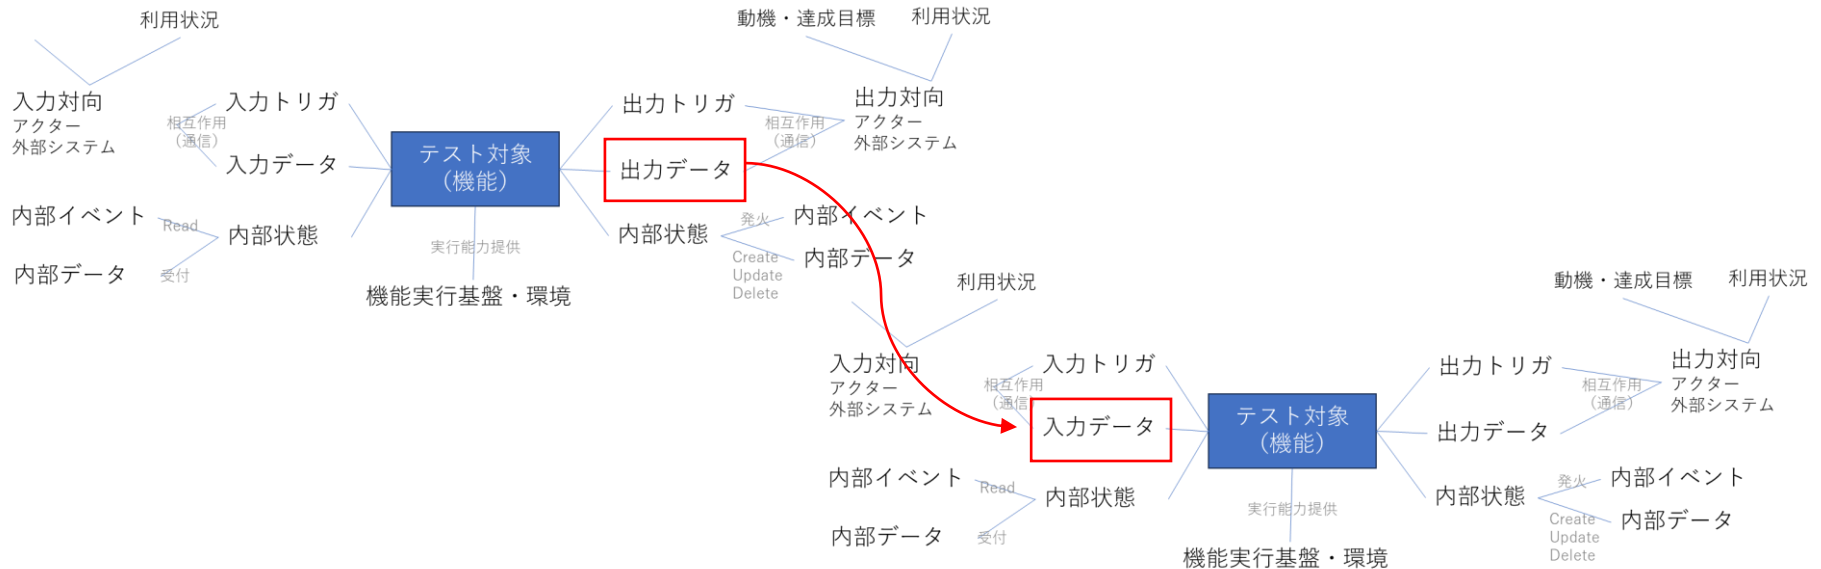 利用状況
入力対向
アクター
外部システム
相互作用
（通信）
入力トリガ
入力データ
内部イベント
Read
内部データ
受付
内部状態
テスト対象
（機能）
実行能力提供
機能実行基盤・環境
動機・達成目標
利用状況
出力トリガ
出力データ
内部状態
相互作用
（通信）
出力対向
アクター
外部システム
発火
内部イベント
Create
Update
Delete
内部データ
利用状況
入力対向
アクター
外部システム
相互作用
（通信）
入力トリガ
入力データ
内部イベント
Read
内部データ
受付
内部状態
テスト対象
（機能）
実行能力提供
機能実行基盤・環境
動機・達成目標
利用状況
出力トリガ
出力データ
内部状態
相互作用
（通信）
出力対向
アクター
外部システム
発火
内部イベント
Create
Update
Delete
内部データ